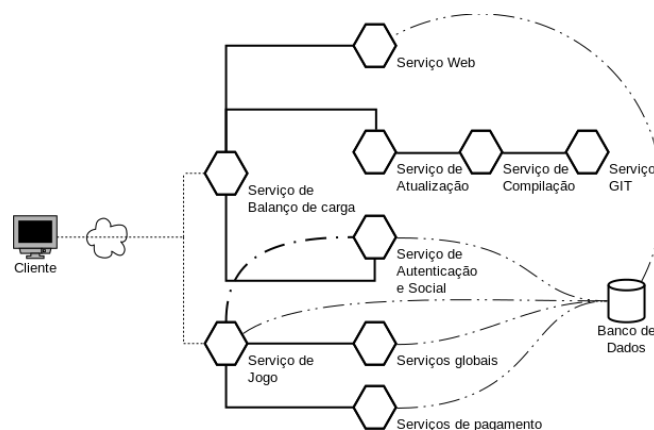 Serviço Web
Serviço de
Atualização
Serviço de
Compilação
Serviço
GIT
Serviço de
Balanço de carga
Cliente
Serviço de
Autenticação
e Social
Banco de
Dados
Serviço de
Jogo
Serviços globais
Serviços de pagamento